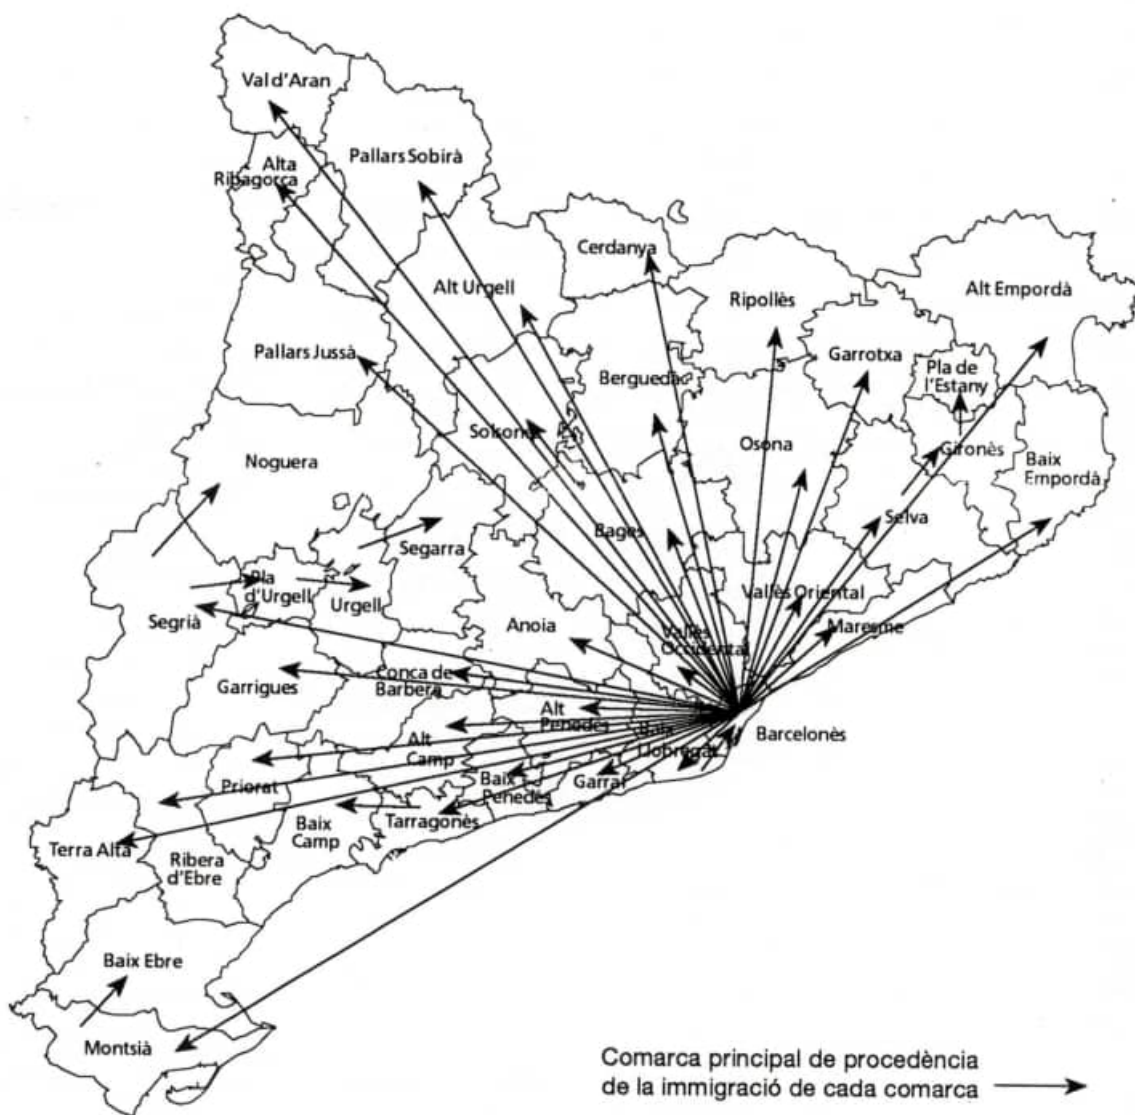 Val d'Aran
Alta
Ribagorça
Pallars Sobirà
Cerdanya
Alt Urgell
Ripollès
Alt Empordà
Pallars Jussà
Garrotxa
Pla de
l'Estany
Berguedà
Solsonè
Osona
Gironès
Baix
Empordà
Noguera
Bages
Selva
Segarra
Pla
d'Urgell
Urgell
Vallès Oriental
Segrià
Anoia
Vallès
Occidental
Maresme
Conca de
Barberà
Garrigues
Alt
Penedès
Baix
Llobregat
Barcelonès
Alt
Camp
Priorat
Baix
Penedès
Garraf
Tarragonès
Baix
Camp
Terra Alta
Ribera
d'Ebre
Baix Ebre
Montsià
Comarca principal de procedència
de la immigració de cada comarca